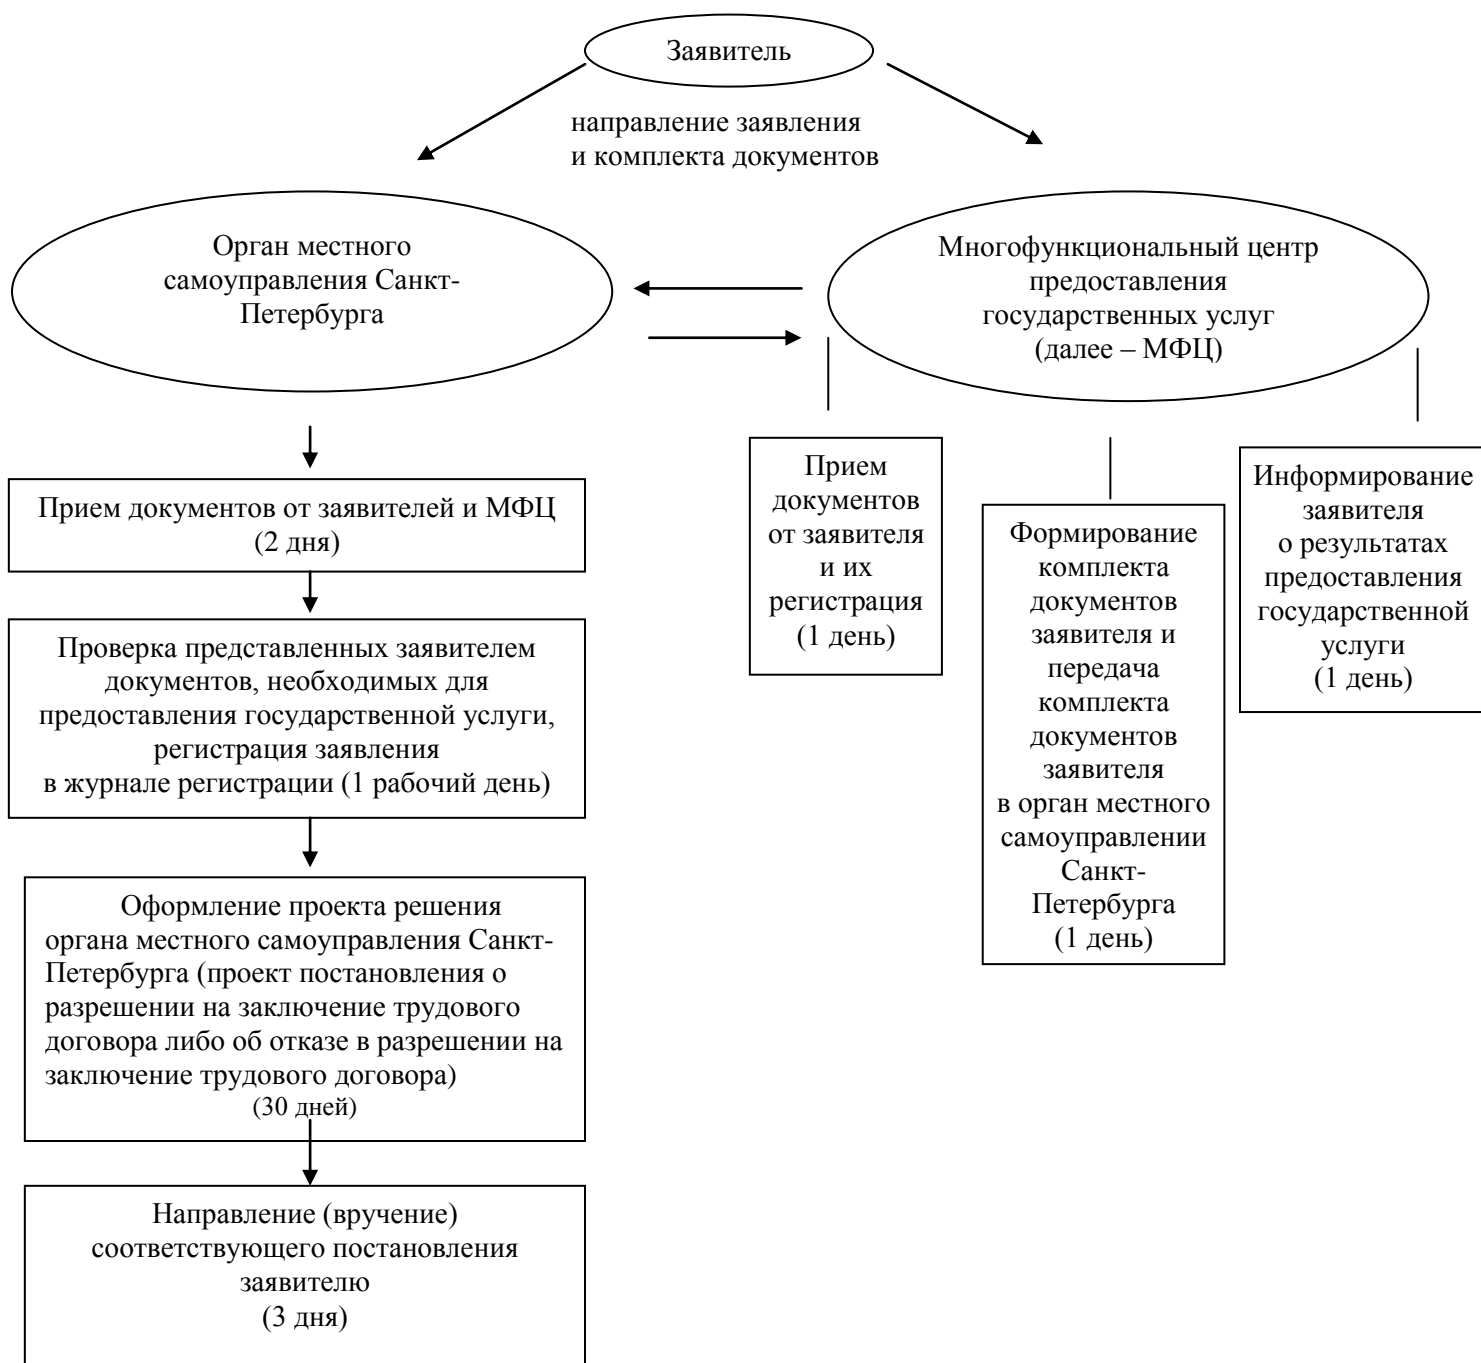 Заявитель
направление заявления
и комплекта документов
Орган местного
самоуправления Санкт-
Петербурга
Многофункциональный центр
предоставления
государственных услуг
(далее – МФЦ)
Прием документов от заявителей и МФЦ
(2 дня)
Проверка представленных заявителем
документов, необходимых для
предоставления государственной услуги,
регистрация заявления
в журнале регистрации (1 рабочий день)
Оформление проекта решения
органа местного самоуправления Санкт-
Петербурга (проект постановления о
разрешении на заключение трудового
договора либо об отказе в разрешении на
заключение трудового договора)
(30 дней)
Направление (вручение)
соответствующего постановления
заявителю
(3 дня)
Прием
документов
от заявителя
и их
регистрация
(1 день)
Формирование
комплекта
документов
заявителя и
передача
комплекта
документов
заявителя
в орган местного
самоуправлении
Санкт-
Петербурга
(1 день)
Информирование
заявителя
о результатах
предоставления
государственной
услуги
(1 день)